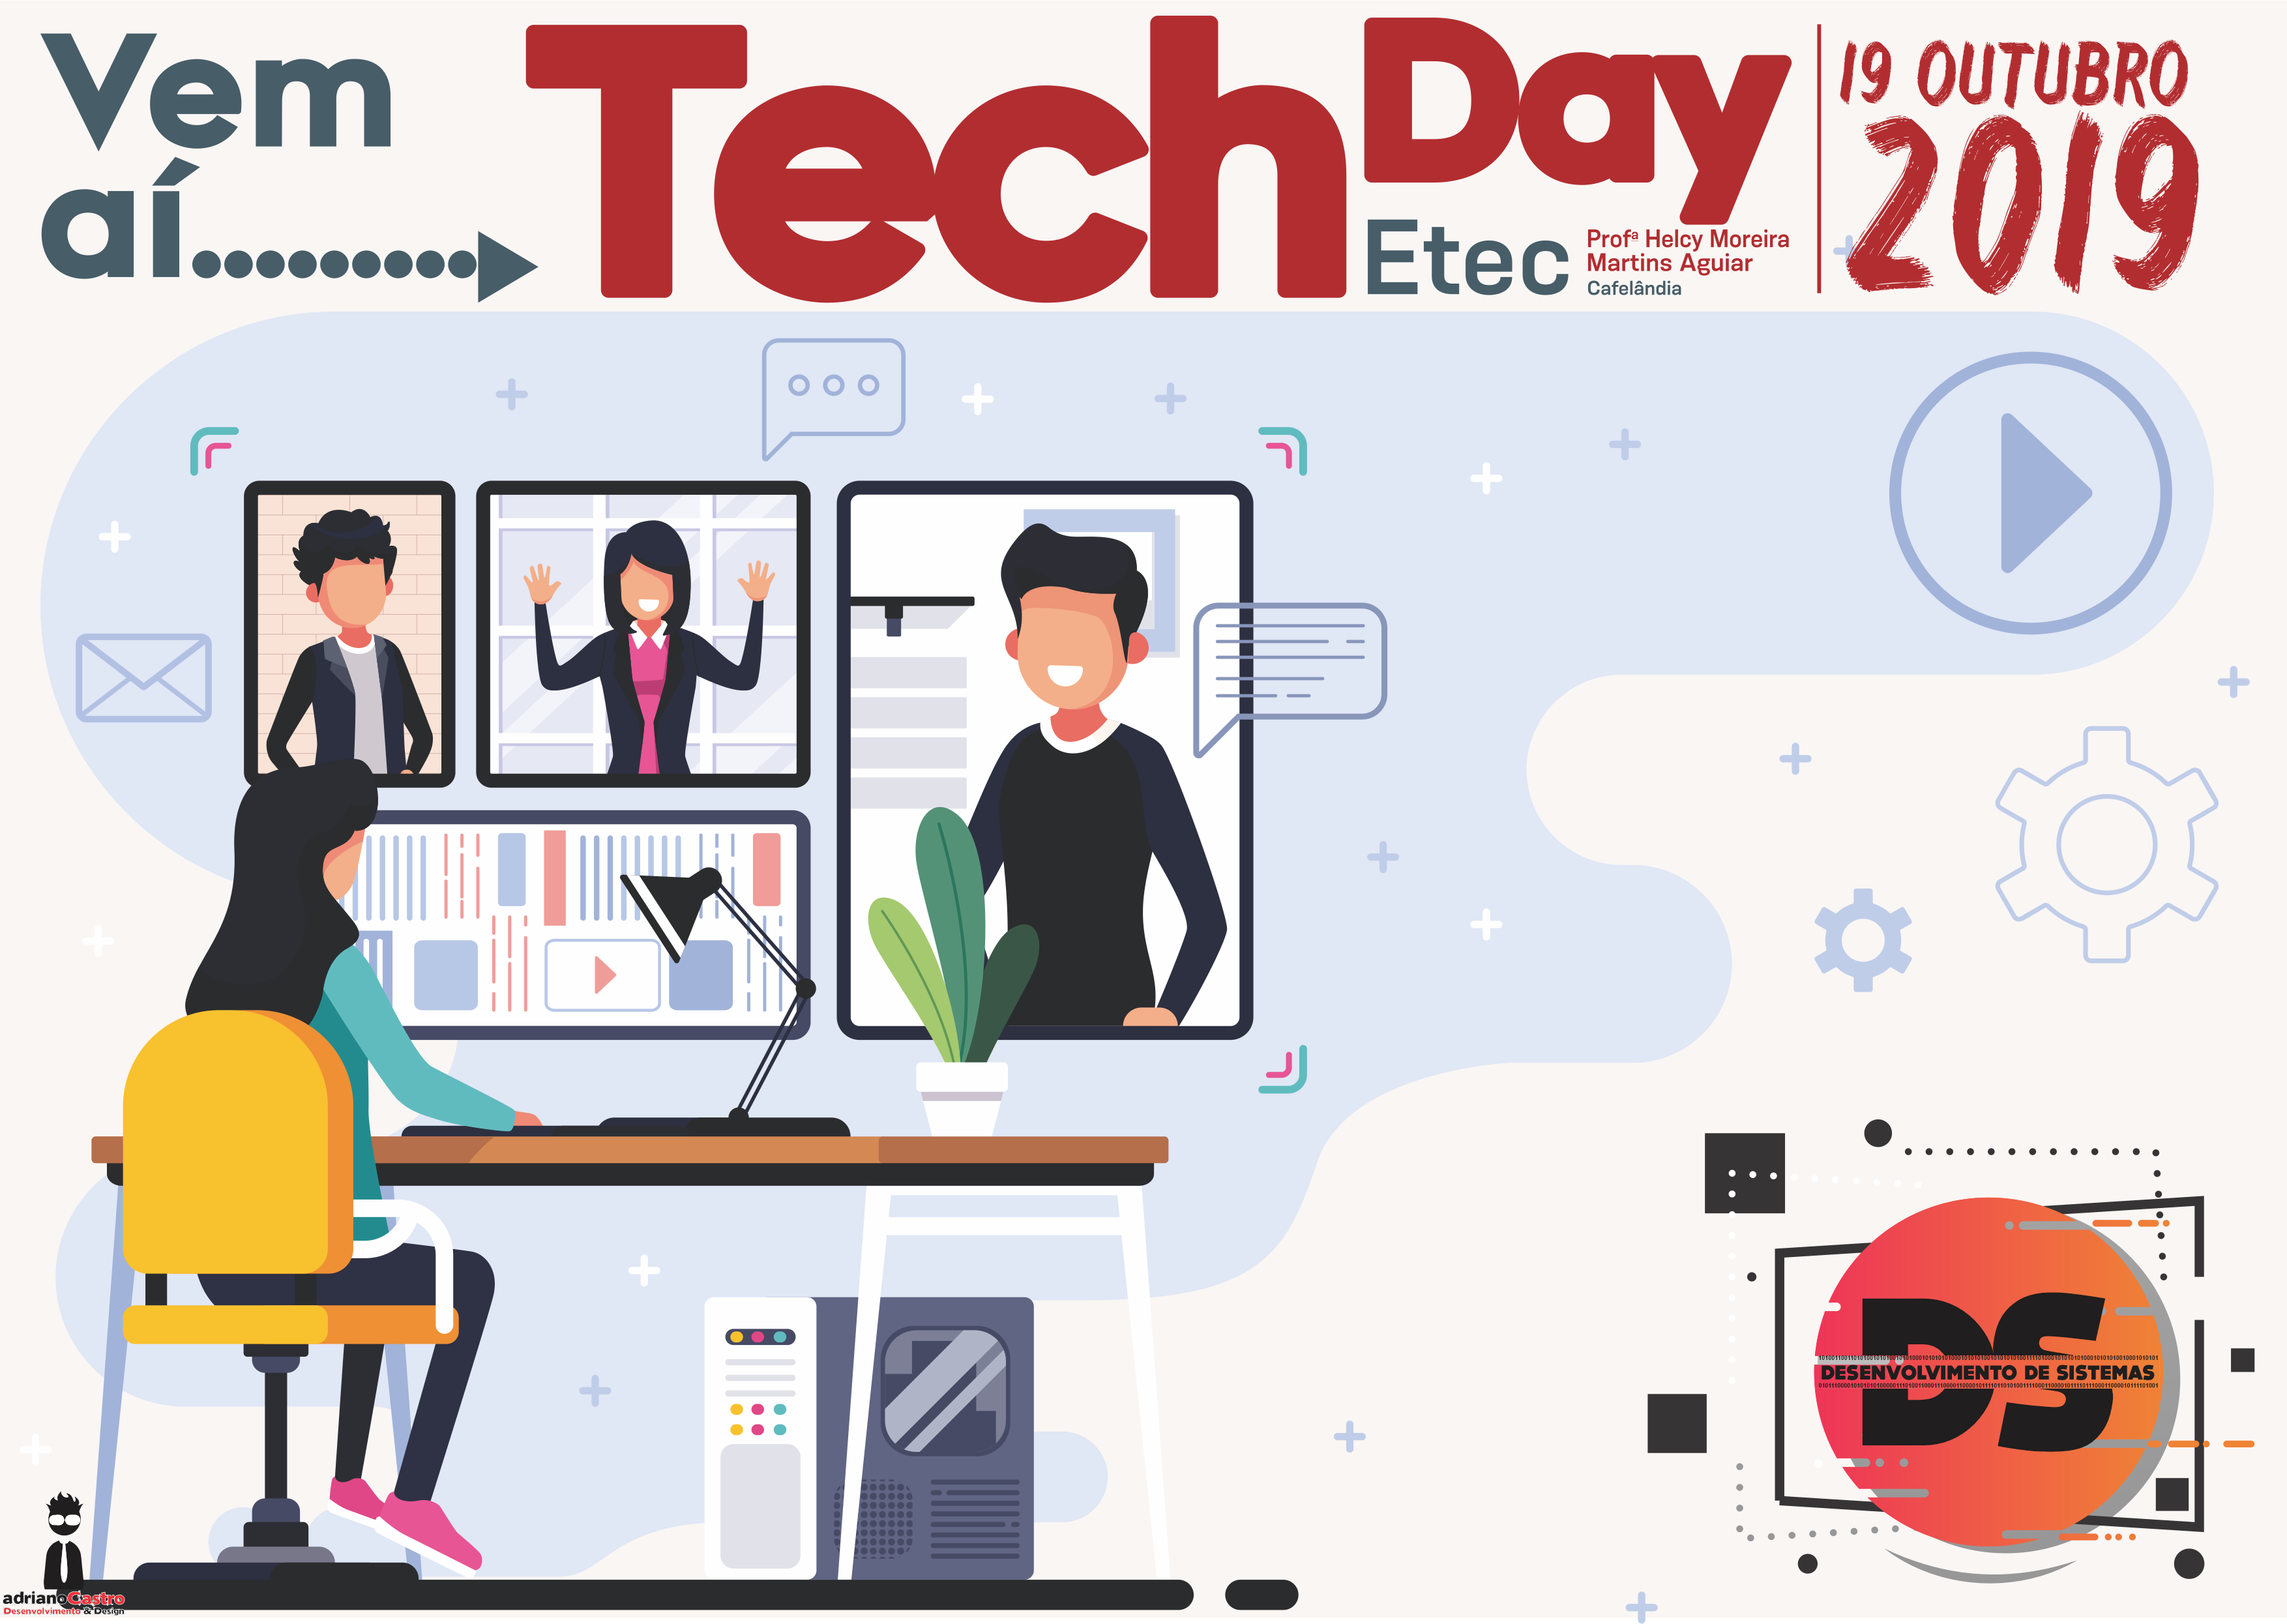 Vem
aí
TechDay
Etec
Profª Helcy Moreira
Martins Aguiar
Cafelândia
19 OUTUBRO
2019
DS
DESENVOLVIMENTO DE SISTEMAS
adrianoCastro
Desenvolvimento & Design